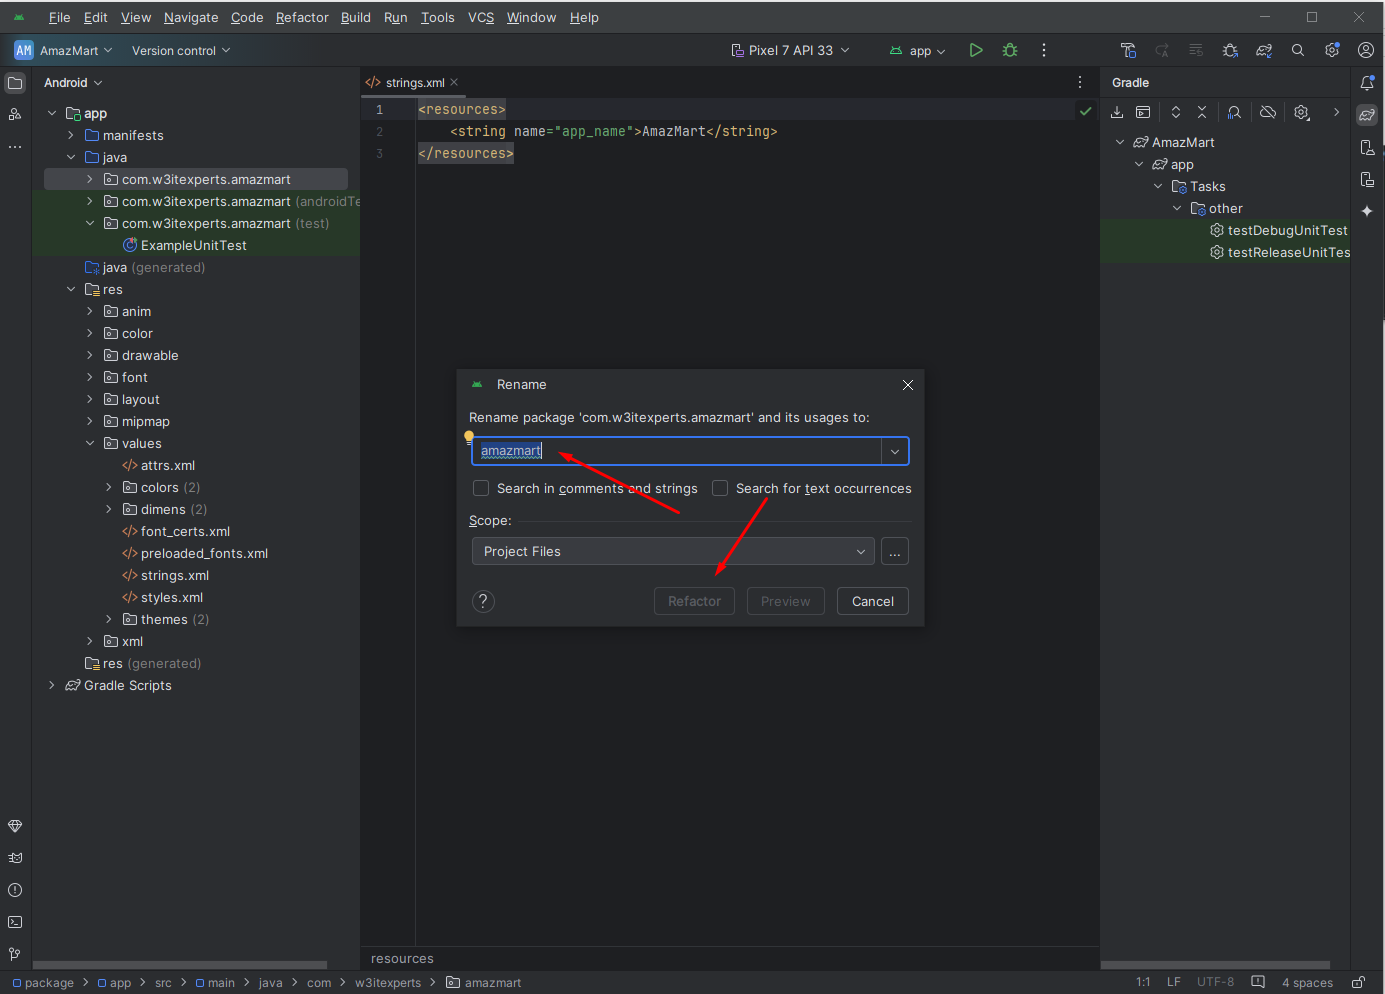 File Edit View Navigate Code Refactor Build Run Tools VCS Window Help
AM AmazMart Version control Pixel 7 API 33 app
Android
app
manifests
java
com.w3itexperts.amazmart
com.w3itexperts.amazmart (androidTe
com.w3itexperts.amazmart (test)
ExampleUnitTest
java (generated)
res
anim
color
drawable
font
layout
mipmap
values
attrs.xml
colors (2)
dimens (2)
font_certs.xml
preloaded_fonts.xml
strings.xml
styles.xml
themes (2)
xml
res (generated)
Gradle Scripts
strings.xml
1 <resources>
2 <string name="app_name">AmazMart</string>
3 </resources>
Rename
Rename package 'com.w3itexperts.amazmart' and its usages to:
amazmart
Search in comments and strings Search for text occurrences
Scope:
Project Files ...
? Refactor Preview Cancel
Gradle
AmazMart
app
Tasks
other
testDebugUnitTest
testReleaseUnitTes
resources
package > app > src > main > java > com > w3itexperts > amazmart 1:1 LF UTF-8 4 spaces